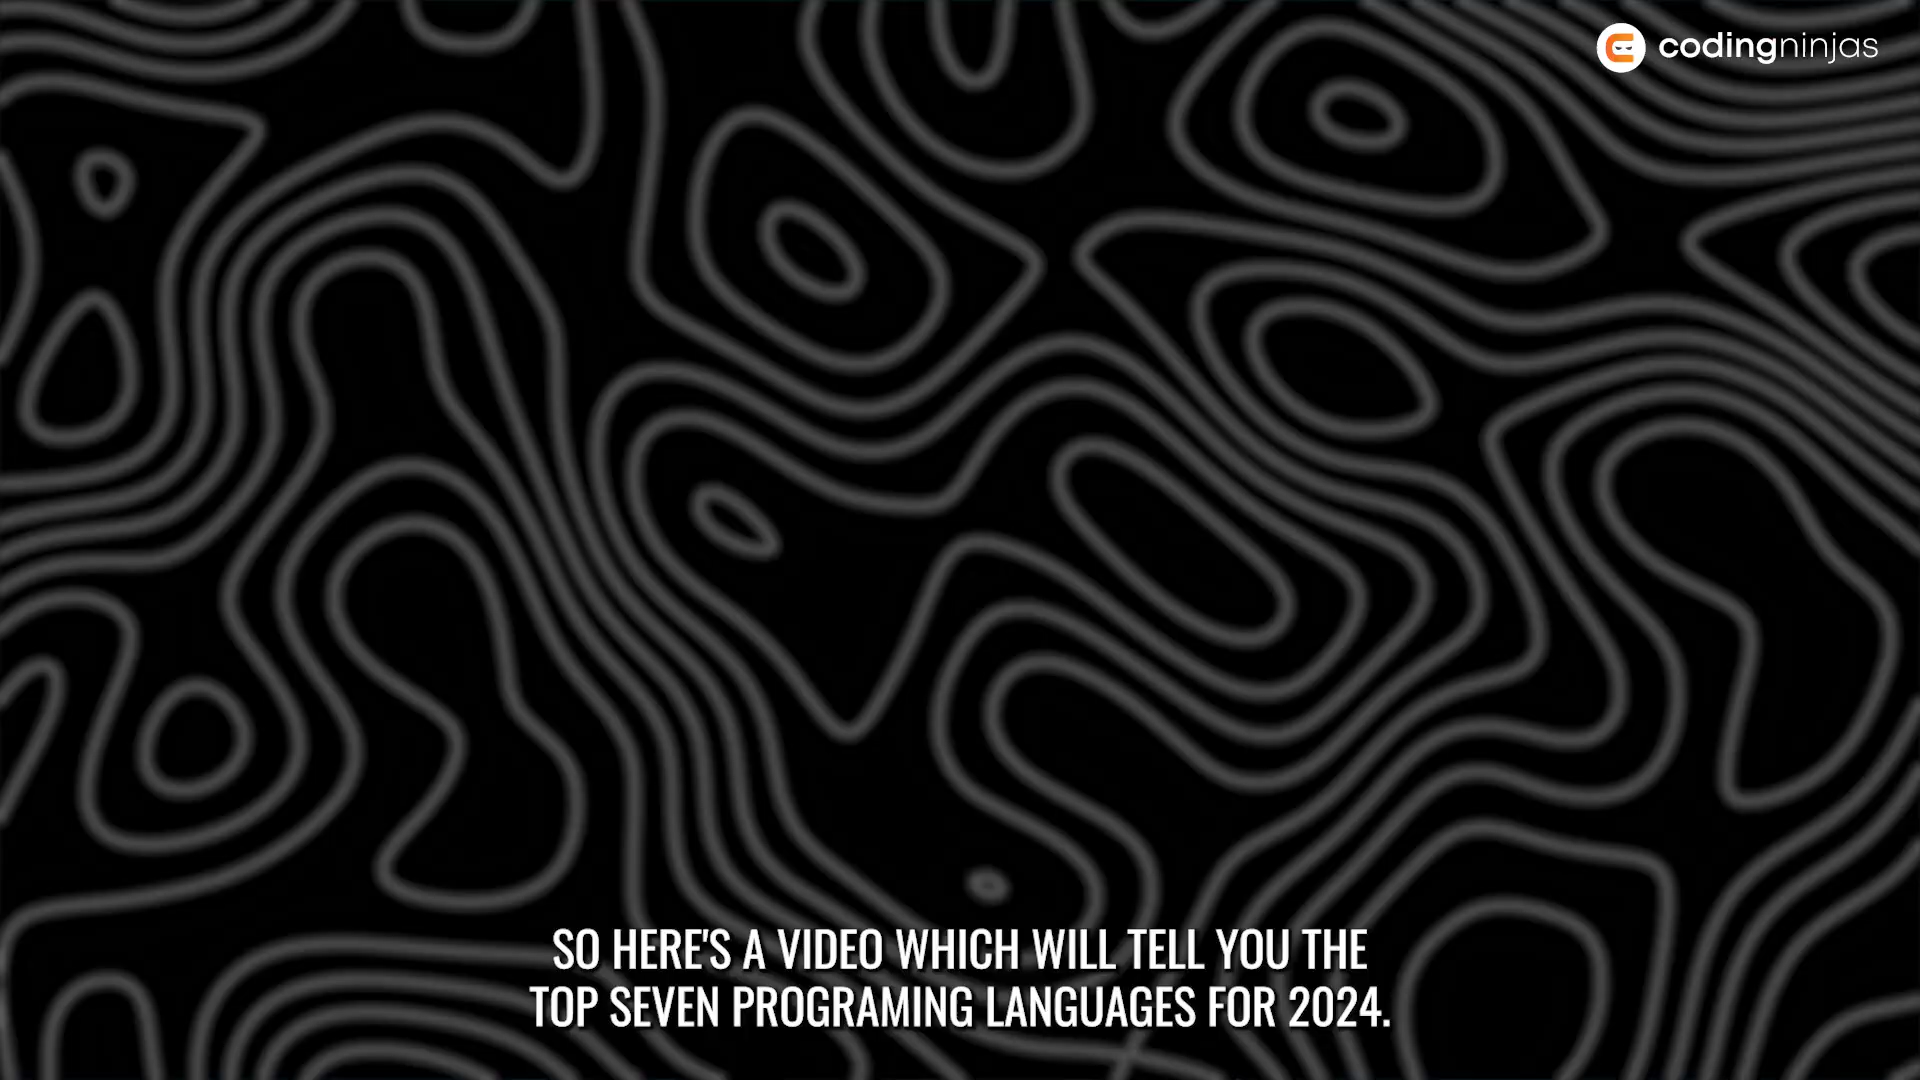 codingninjas
SO HERE'S A VIDEO WHICH WILL TELL YOU THE
TOP SEVEN PROGRAMING LANGUAGES FOR 2024.